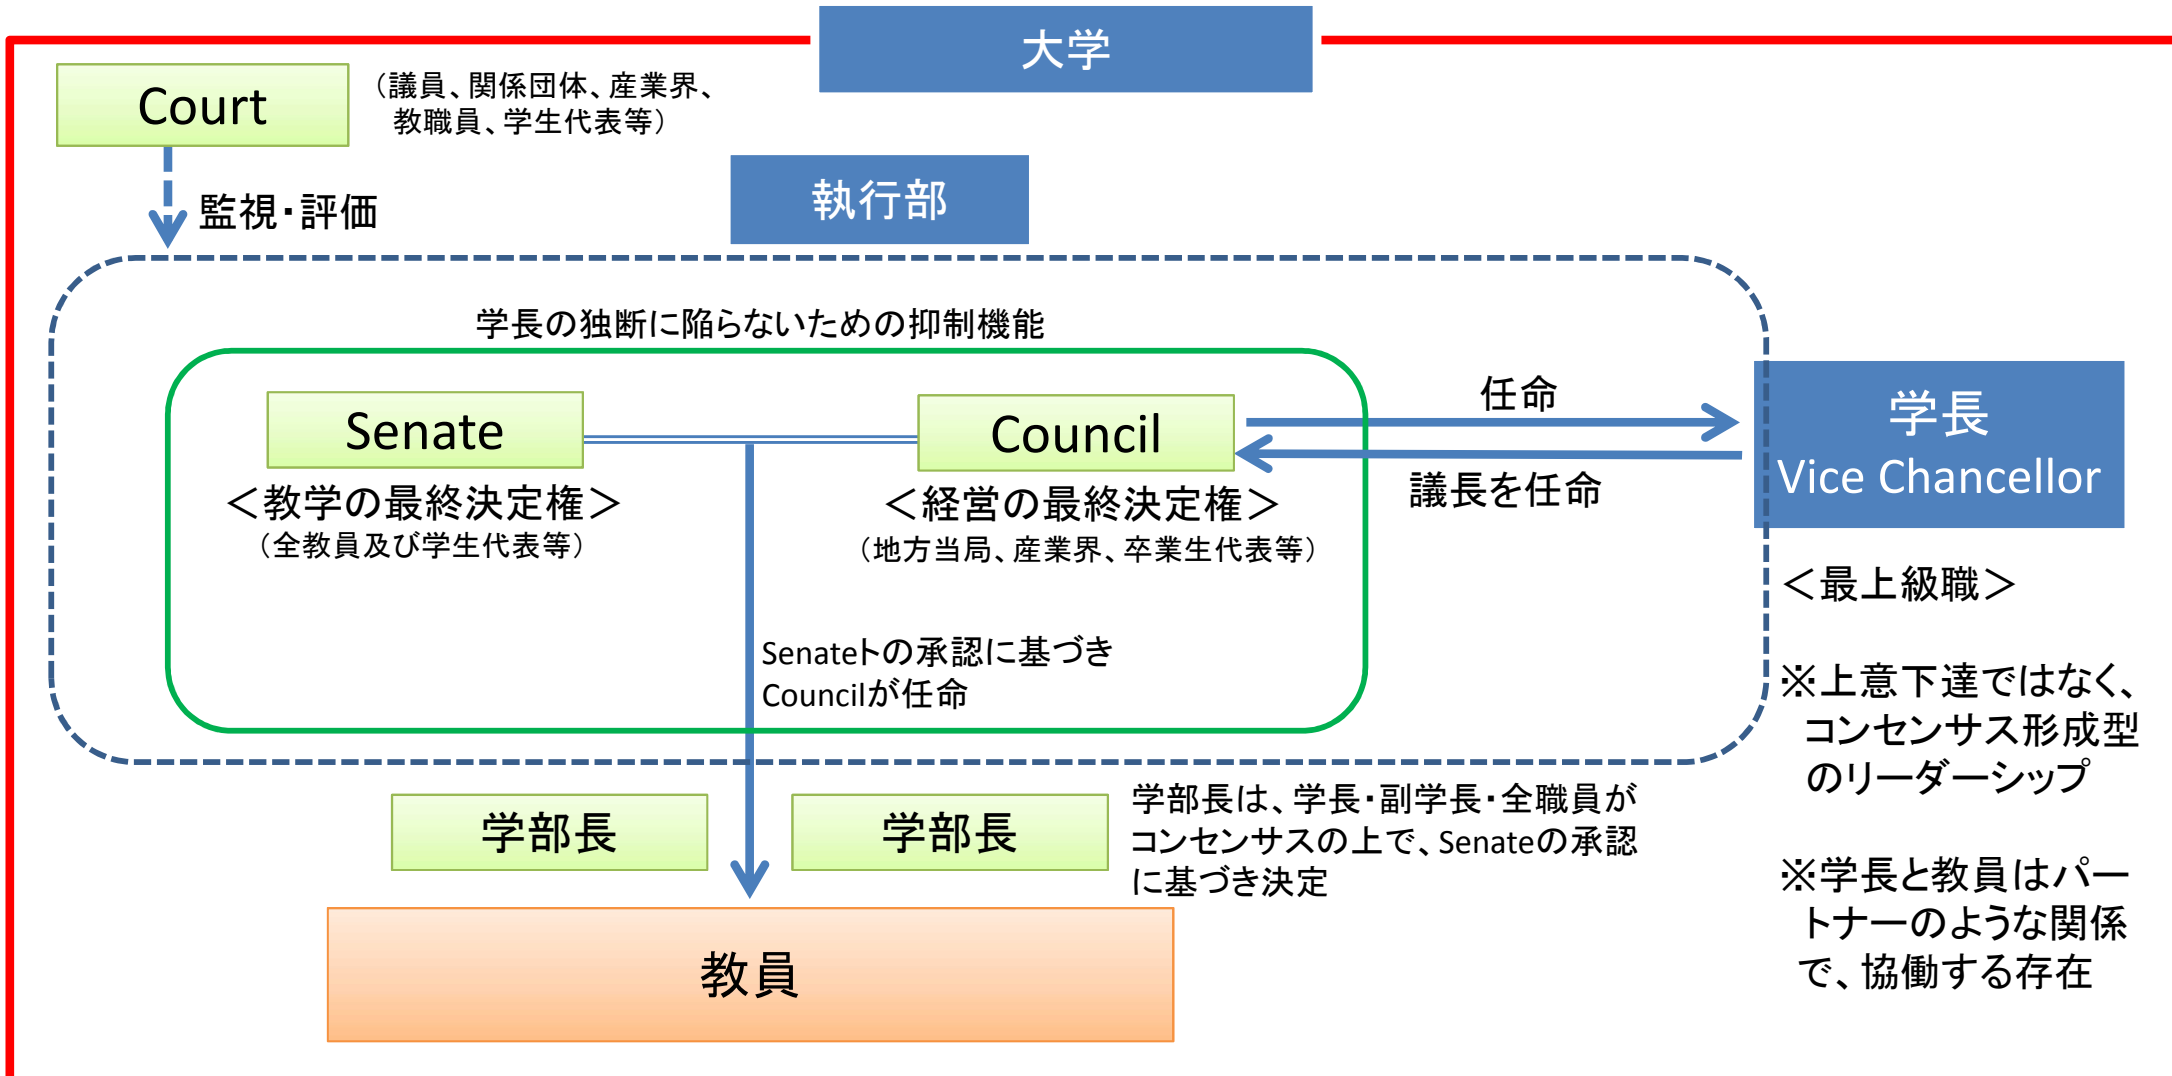 大学
Court
（議員、関係団体、産業界、
教職員、学生代表等）
監視・評価
執行部
学長の独断に陥らないための抑制機能
Senate
＜教学の最終決定権＞
（全教員及び学生代表等）
Council
＜経営の最終決定権＞
（地方当局、産業界、卒業生代表等）
任命
議長を任命
学長
Vice Chancellor
＜最上級職＞
※上意下達ではなく、
コンセンサス形成型
のリーダーシップ
※学長と教員はパー
トナーのような関係
で、協働する存在
Senateトの承認に基づき
Councilが任命
学部長
学部長
学部長は、学長・副学長・全職員が
コンセンサスの上で、Senateの承認
に基づき決定
教員